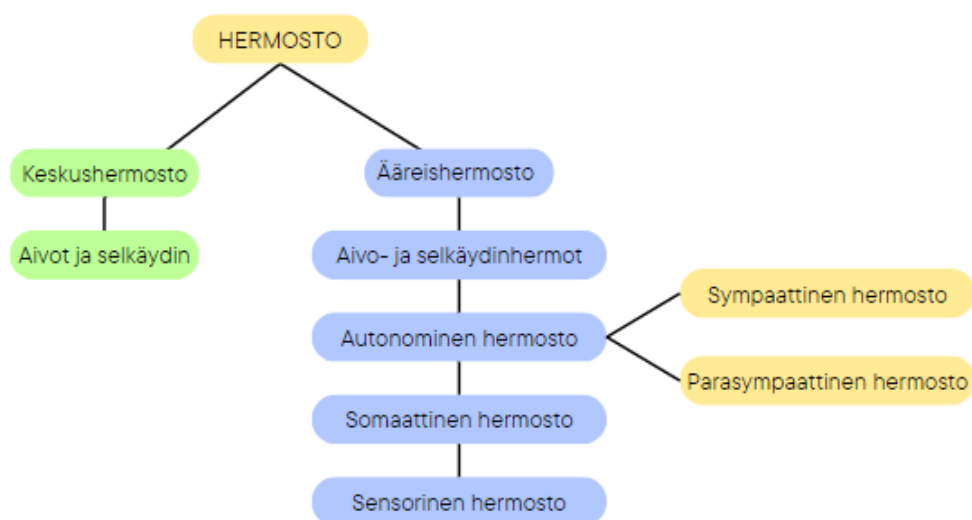 HERMOSTO
Keskushermosto
Ääreishermosto
Aivot ja selkäydin
Aivo- ja selkäydinhermot
Sympaattinen hermosto
Autonominen hermosto
Parasympaattinen hermosto
Somaattinen hermosto
Sensorinen hermosto